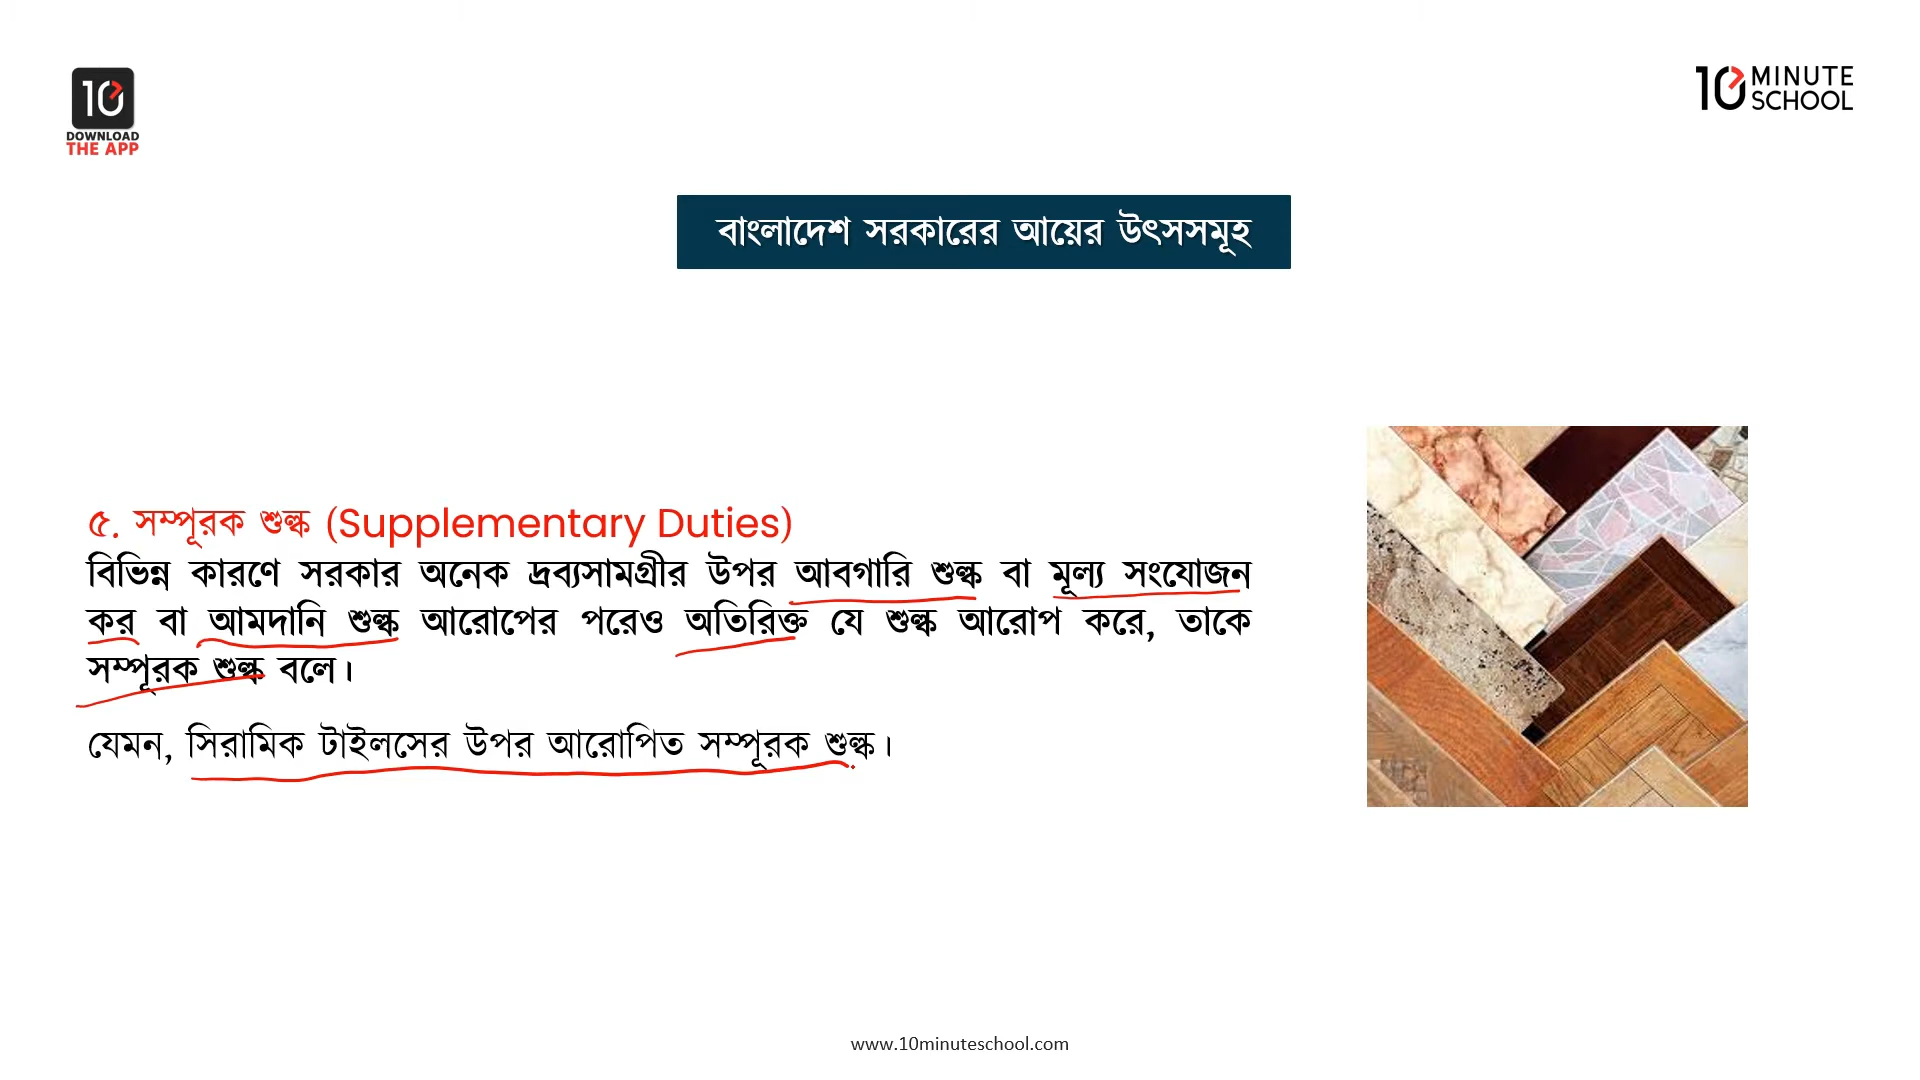 10
DOWNLOAD
THE APP
10 MINUTE
SCHOOL
বাংলাদেশ সরকারের আয়ের উৎসসমূহ
৫. সম্পূরক শুল্ক (Supplementary Duties)
বিভিন্ন কারণে সরকার অনেক দ্রব্যসামগ্রীর উপর আবগারি শুল্ক বা মূল্য সংযোজন
কর বা আমদানি শুল্ক আরোপের পরেও অতিরিক্ত যে শুল্ক আরোপ করে, তাকে
সম্পূরক শুল্ক বলে।
যেমন, সিরামিক টাইলসের উপর আরোপিত সম্পূরক শুল্ক।
www.10minuteschool.com